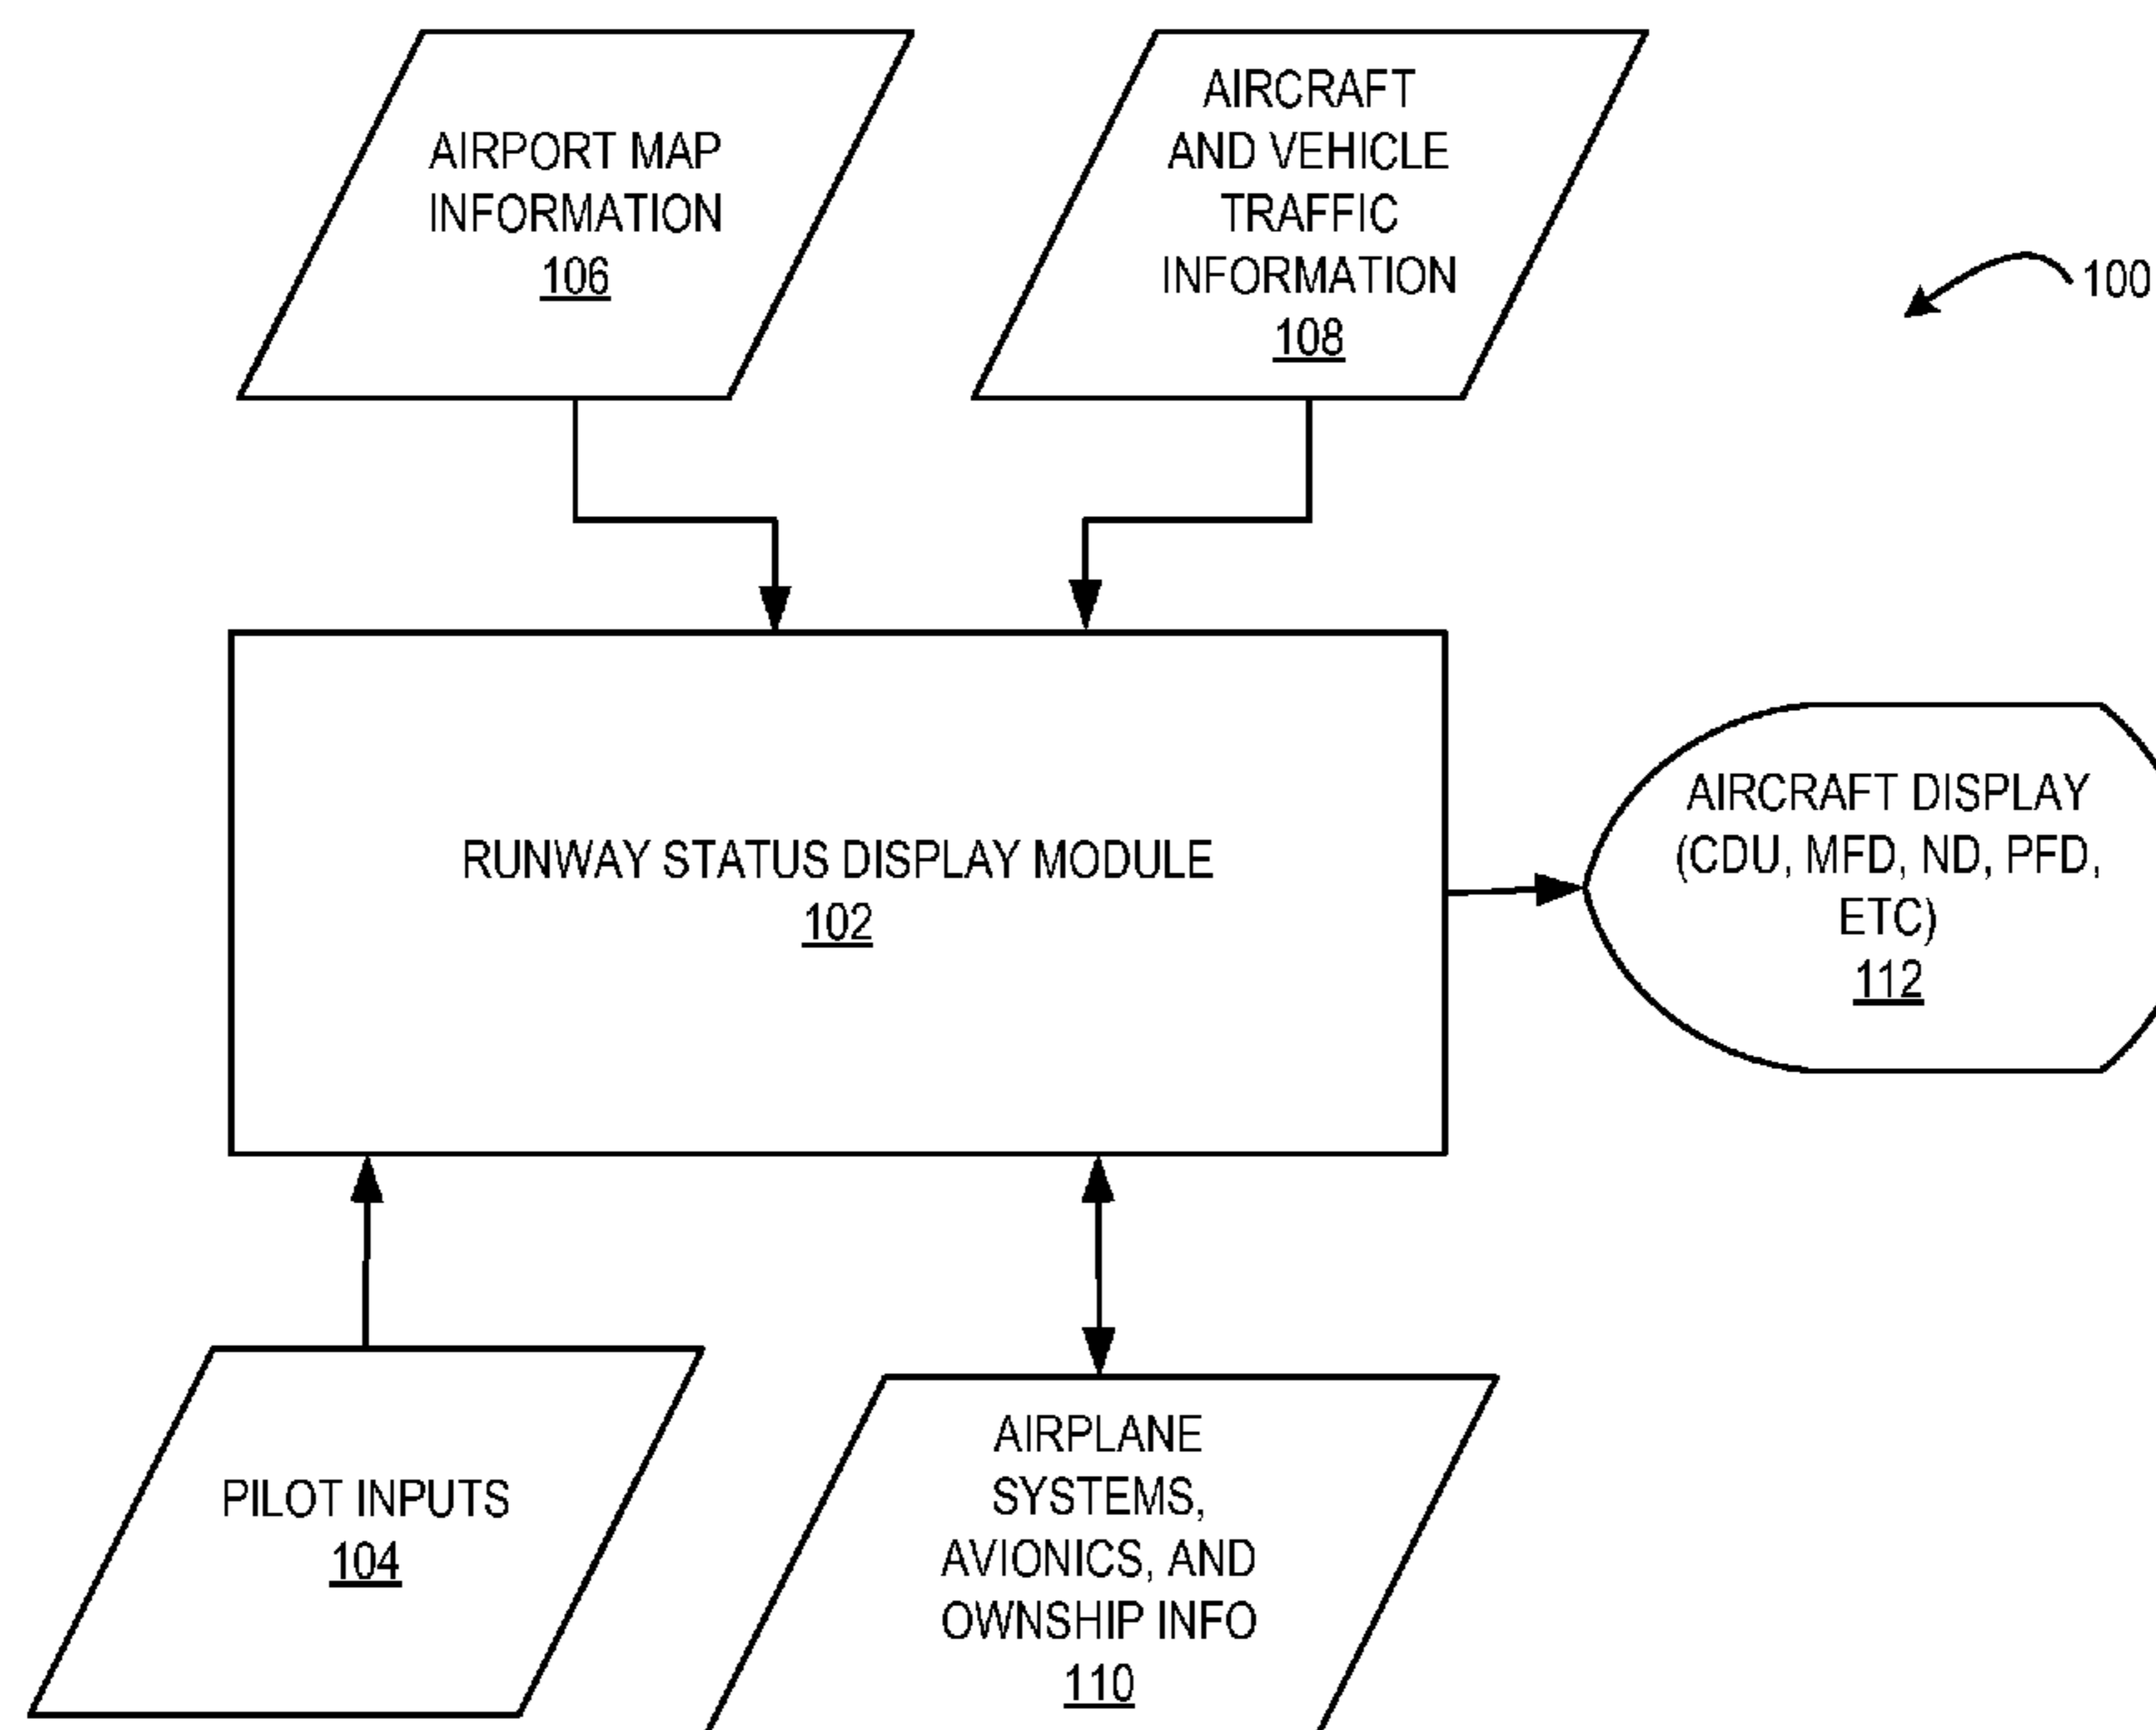 AIRPORT MAP
INFORMATION
106
AIRCRAFT
AND VEHICLE
TRAFFIC
INFORMATION
108
100
RUNWAY STATUS DISPLAY MODULE
102
AIRCRAFT DISPLAY
(CDU, MFD, ND, PFD,
ETC)
112
PILOT INPUTS
104
AIRPLANE
SYSTEMS,
AVIONICS, AND
OWNSHIP INFO
110